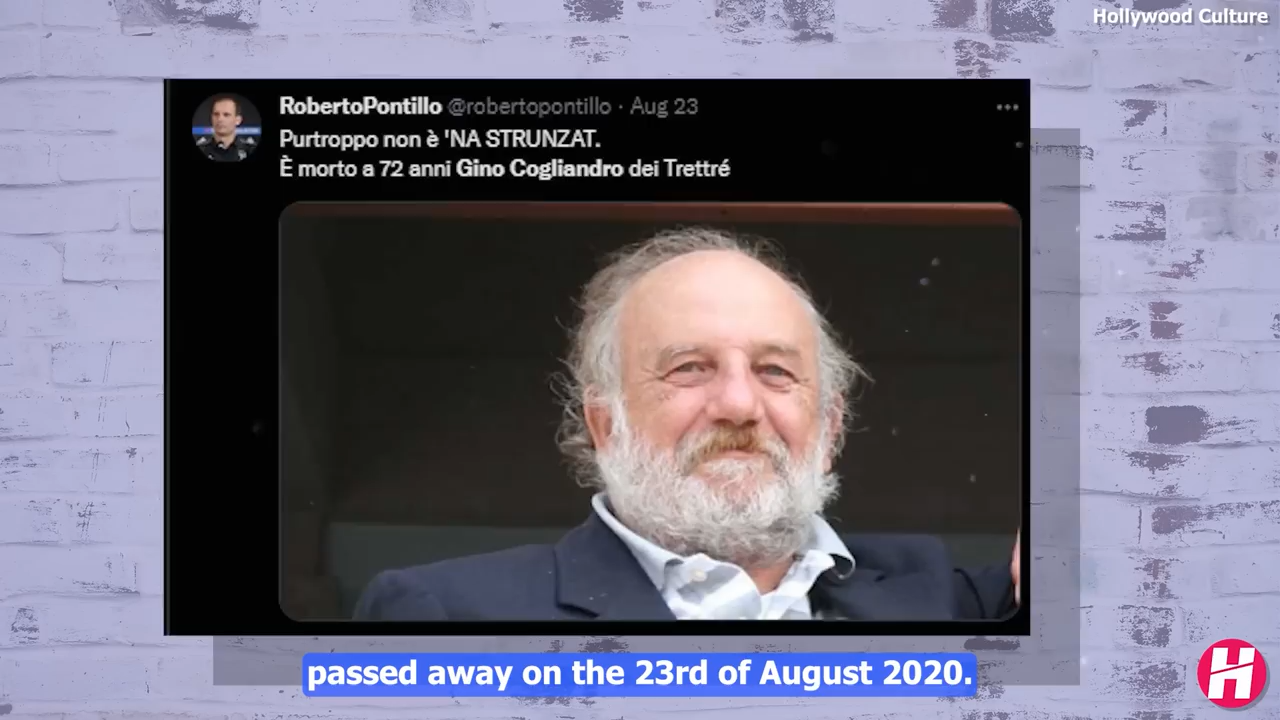 Hollywood Culture
RobertoPontillo @robertopontillo · Aug 23
Purtroppo non è 'NA STRUNZAT.
È morto a 72 anni Gino Cogliandro dei Trettré
passed away on the 23rd of August 2020.
H